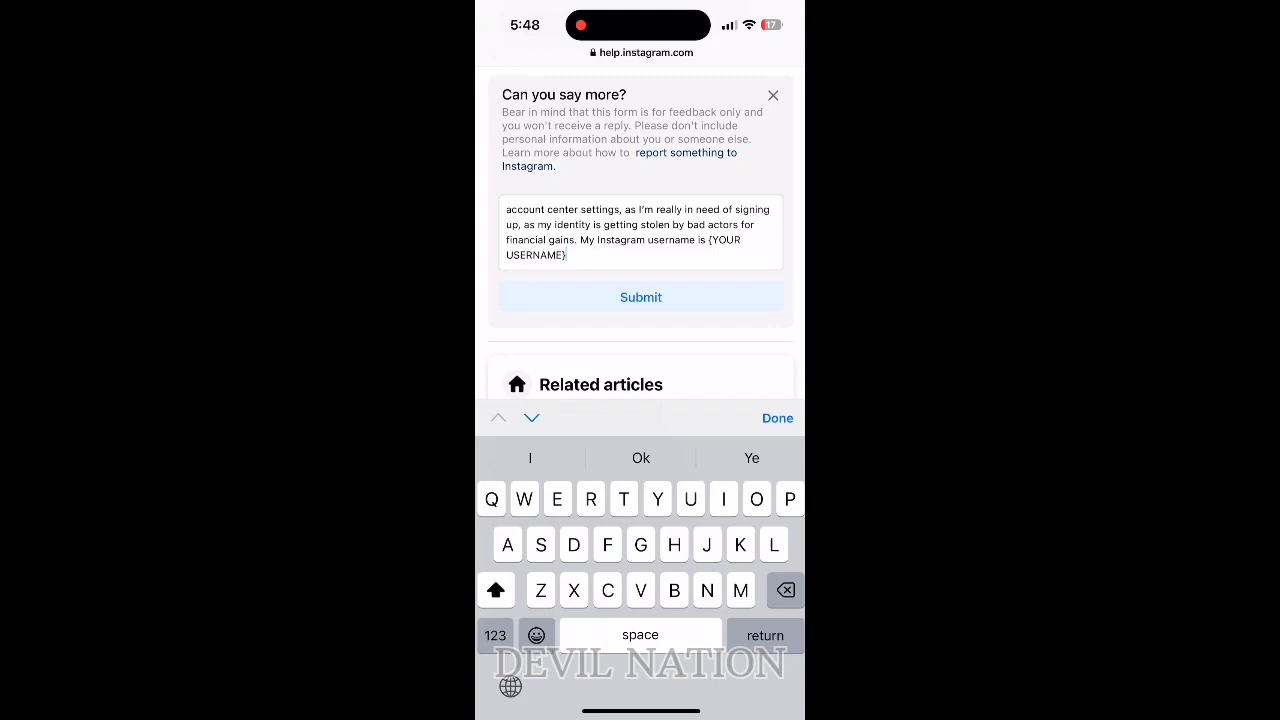 5:48
17
help.instagram.com
Can you say more?
Bear in mind that this form is for feedback only and
you won't receive a reply. Please don't include
personal information about you or someone else.
Learn more about how to report something to
Instagram.
account center settings, as I'm really in need of signing
up, as my identity is getting stolen by bad actors for
financial gains. My Instagram username is {YOUR
USERNAME}
Submit
Related articles
Done
I Ok Ye
Q W E R T Y U I O P
A S D F G H J K L
Z X C V B N M
123 space return
DEVIL NATION